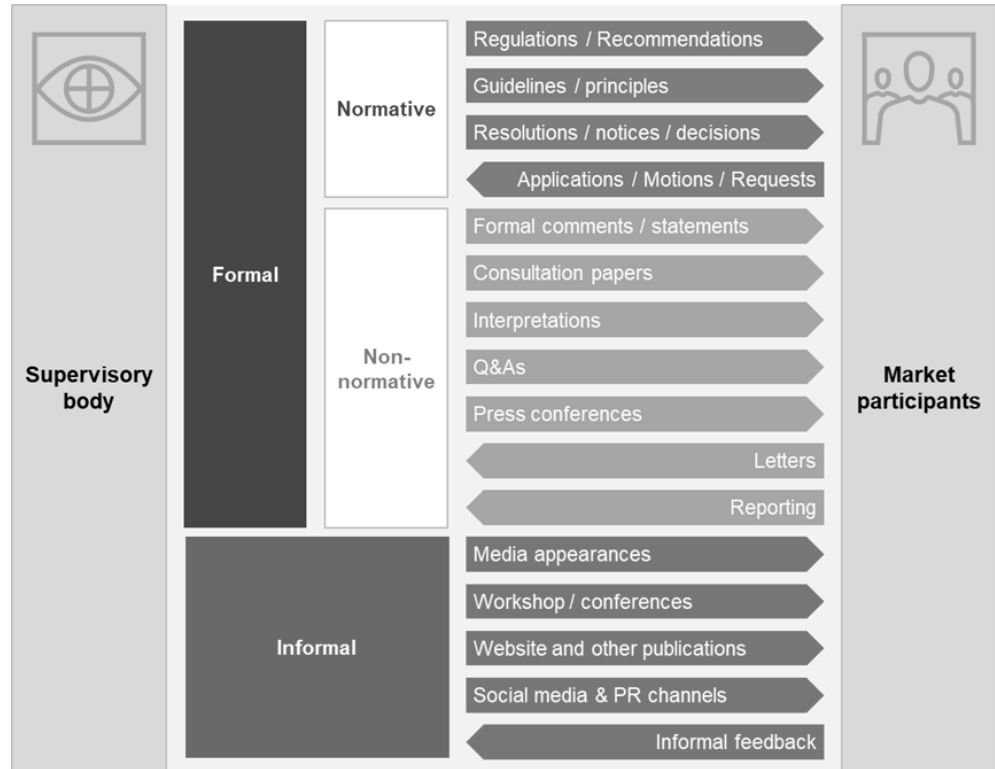 Supervisory
body
Formal
Normative
Non-
normative
Informal
Regulations / Recommendations
Guidelines / principles
Resolutions / notices / decisions
Applications / Motions / Requests
Formal comments / statements
Consultation papers
Interpretations
Q&As
Press conferences
Letters
Reporting
Media appearances
Workshop / conferences
Website and other publications
Social media & PR channels
Informal feedback
Market
participants